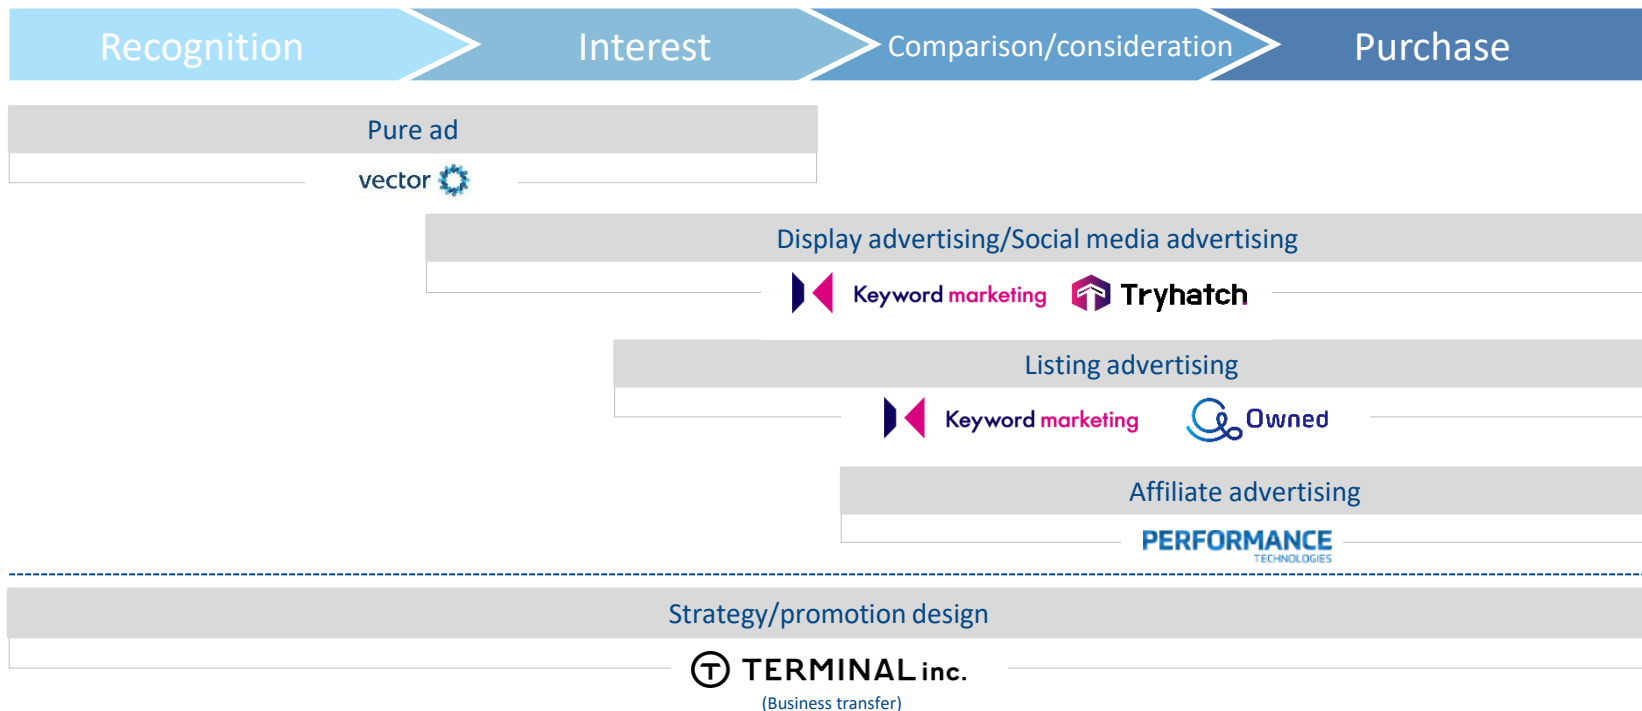 Recognition
Interest
Comparison/consideration
Purchase
Pure ad
vector
Display advertising/Social media advertising
Keyword marketing
Tryhatch
Listing advertising
Keyword marketing
Owned
Affiliate advertising
PERFORMANCE
TECHNOLOGIES
Strategy/promotion design
T TERMINAL inc.
(Business transfer)